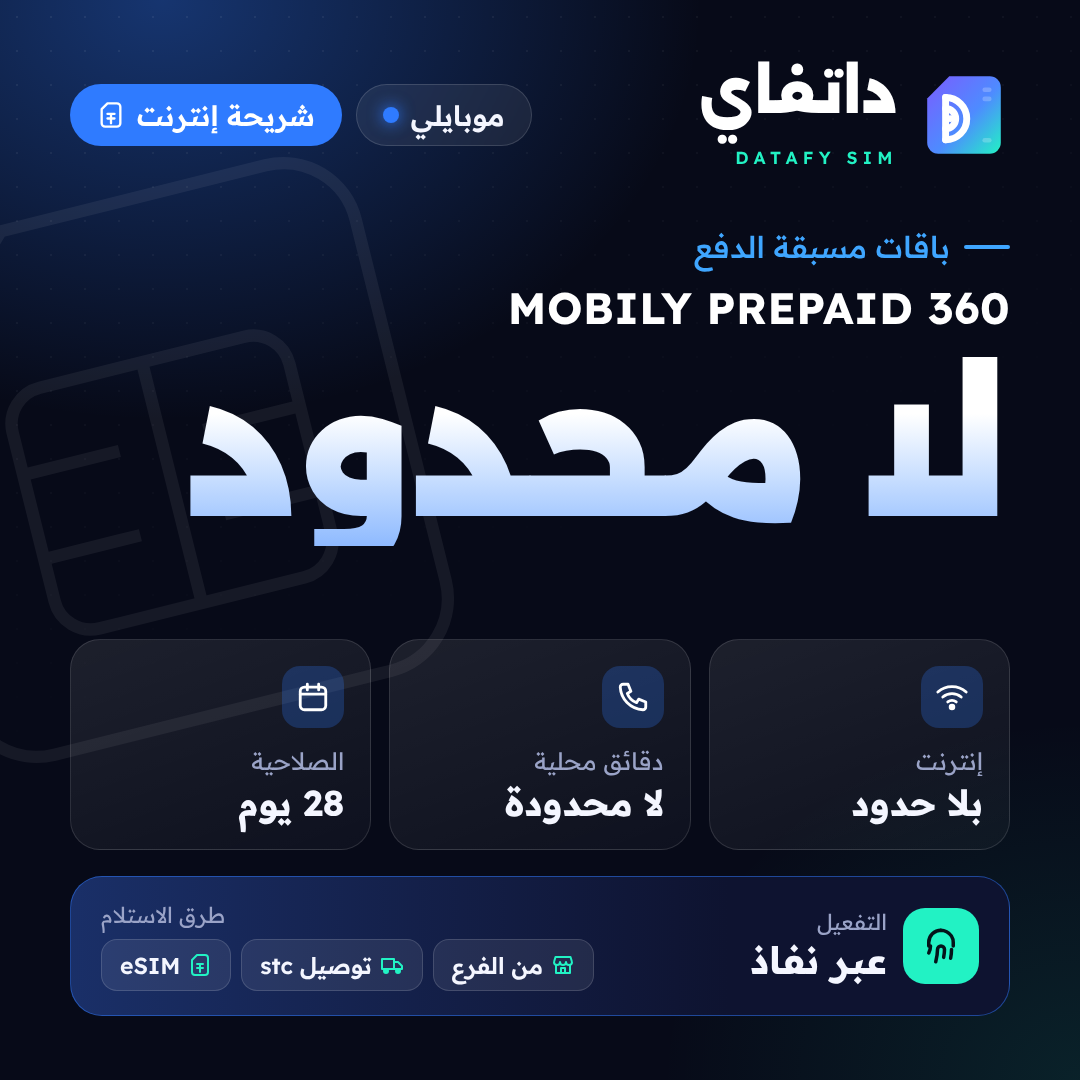 داتفاي
DATAFY SIM
موبايلي
شريحة إنترنت
باقات مسبقة الدفع
MOBILY PREPAID 360
لا محدود
إنترنت
بلا حدود
دقائق محلية
لا محدودة
الصلاحية
28 يوم
التفعيل
عبر نفاذ
طرق الاستلام
من الفرع
توصيل stc
eSIM